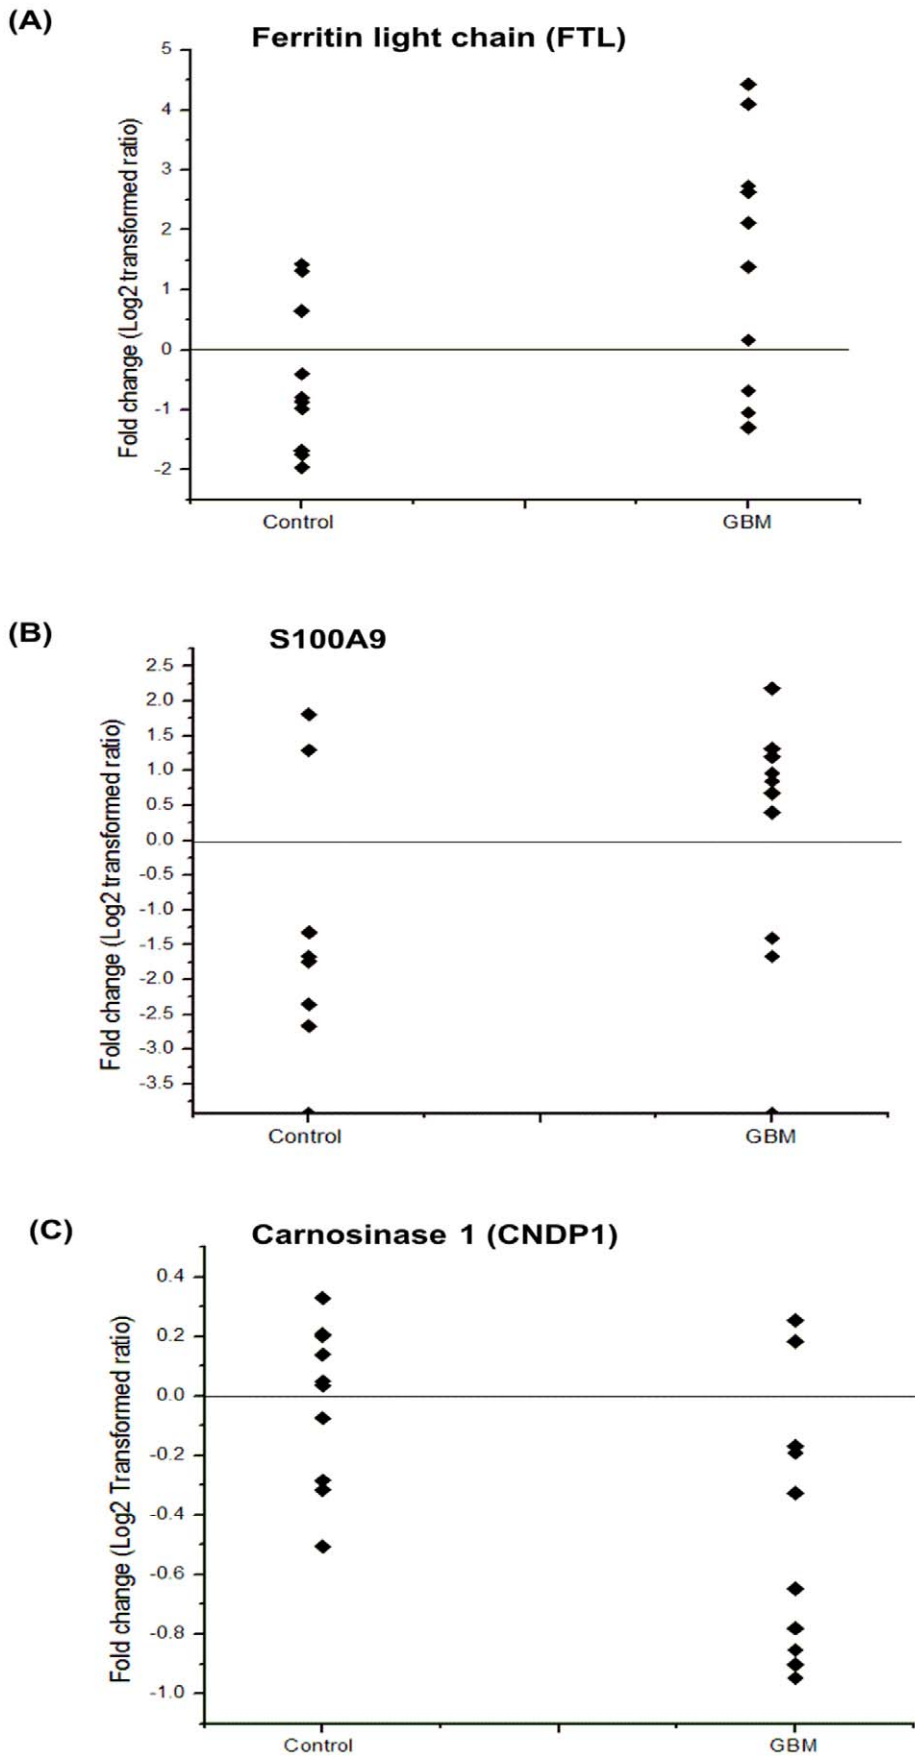 (A)
Ferritin light chain (FTL)
Fold change (Log2 transformed ratio)
5
4
3
2
1
0
-1
-2
Control GBM
(B)
S100A9
Fold change (Log2 transformed ratio)
2.5
2.0
1.5
1.0
0.5
0.0
-0.5
-1.0
-1.5
-2.0
-2.5
-3.0
-3.5
Control GBM
(C)
Carnosinase 1 (CNDP1)
Fold change (Log2 Transformed ratio)
0.4
0.2
0.0
-0.2
-0.4
-0.6
-0.8
-1.0
Control GBM